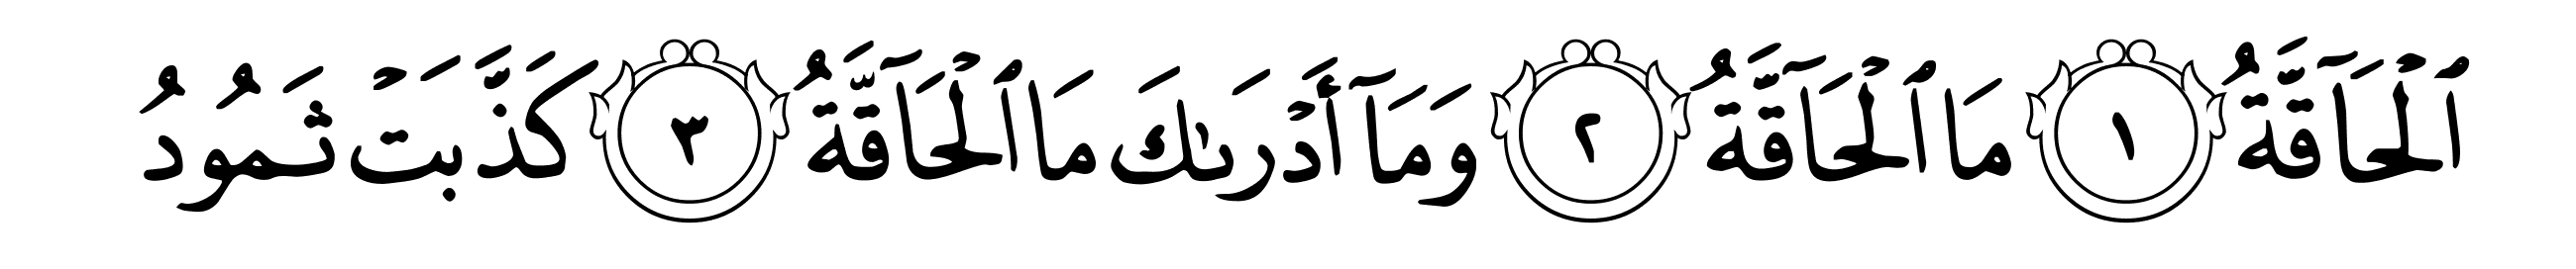 ٱلۡحَآقَّةُ ١ مَا ٱلۡحَآقَّةُ ٢ وَمَآ أَدۡرَىٰكَ مَا ٱلۡحَآقَّةُ ٣ كَذَّبَتۡ ثَمُودُ